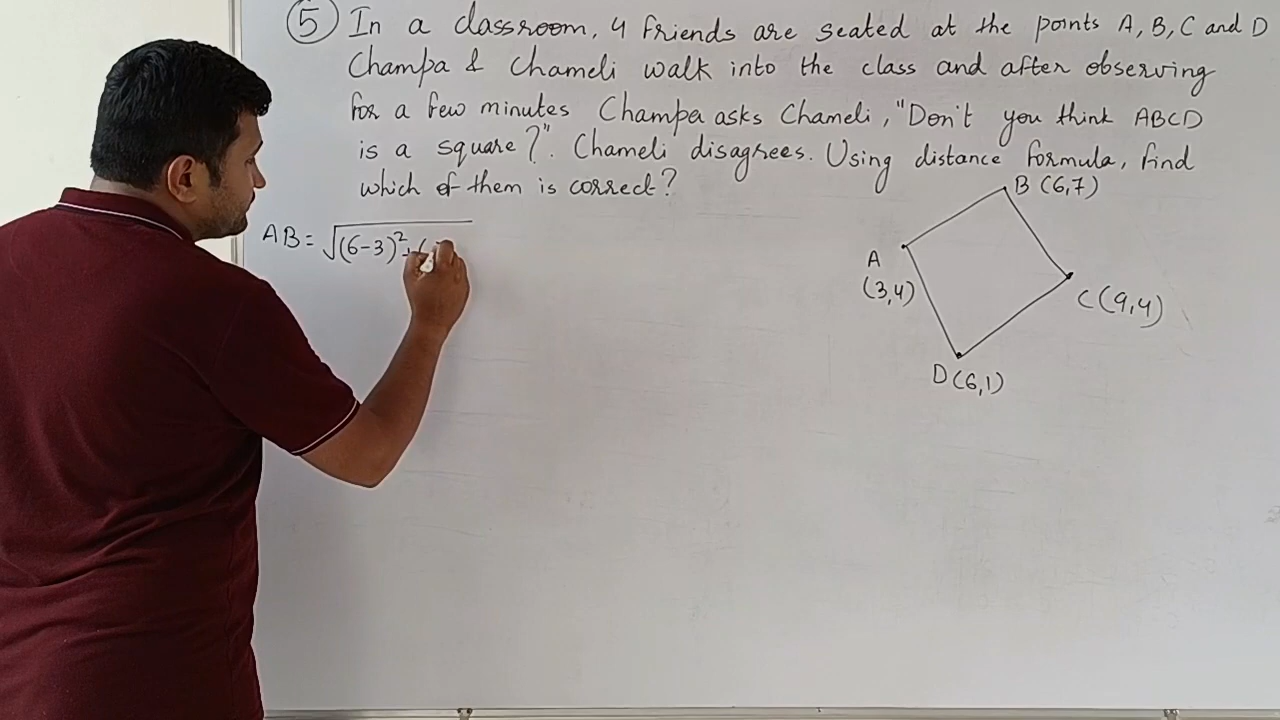 ⑤ In a classroom, 4 friends are seated at the points A, B, C and D
Champa & Chameli walk into the class and after observing
for a few minutes Champa asks Chameli, "Don't you think ABCD
is a square?". Chameli disagrees. Using distance formula, find
which of them is correct?
B (6,7)
AB = √(6-3)² + (
A
(3,4)
C (9,4)
D (6,1)